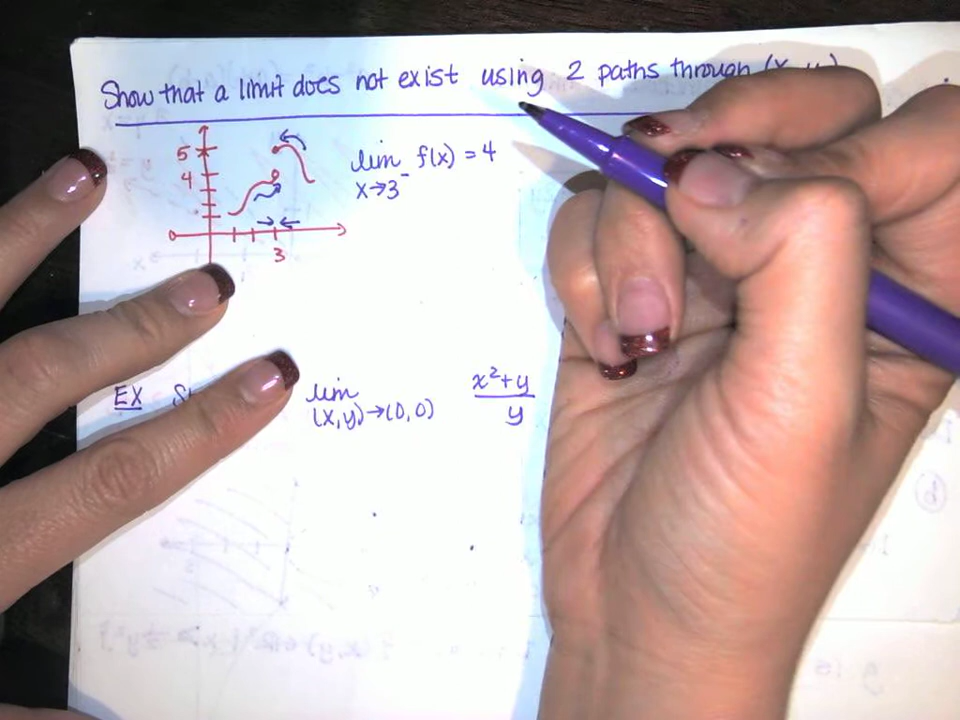 Show that a limit does not exist using 2 paths through
5
4
3
lim f(x) = 4
x→3⁻
EX
lim x²+y
(x,y)→(0,0) y